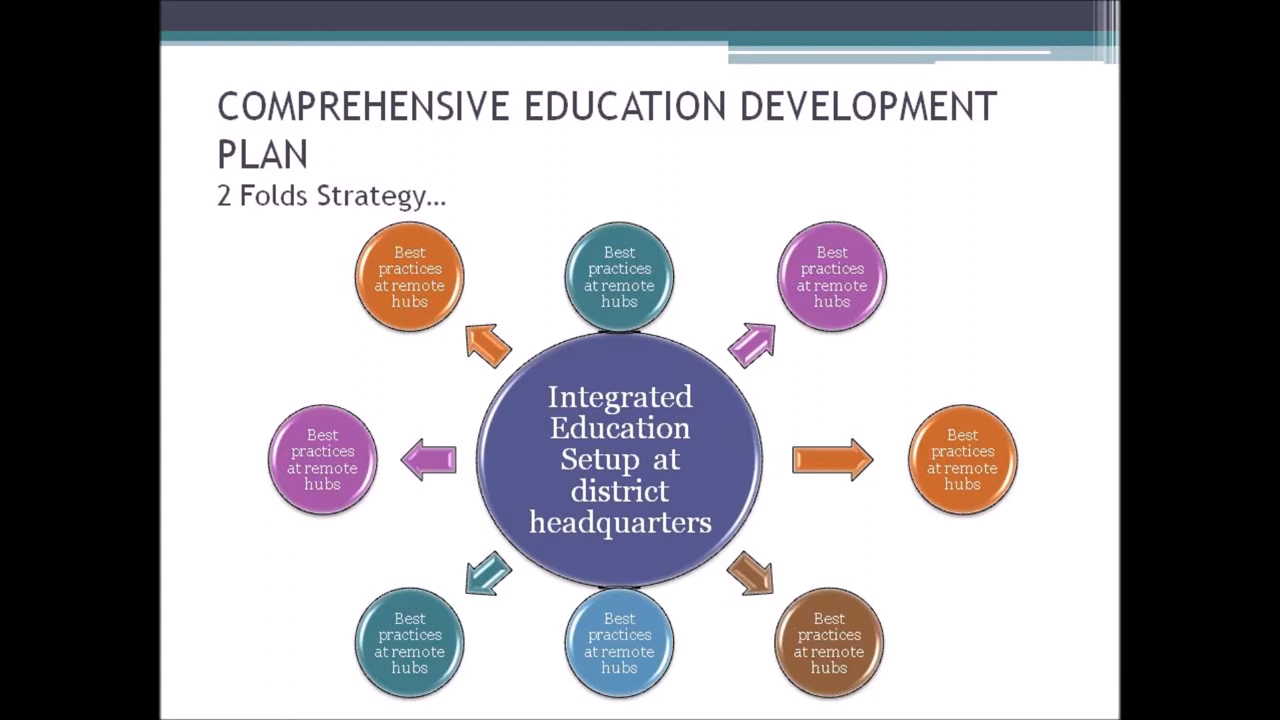 COMPREHENSIVE EDUCATION DEVELOPMENT
PLAN
2 Folds Strategy...
Best
practices
at remote
hubs
Best
practices
at remote
hubs
Best
practices
at remote
hubs
Best
practices
at remote
hubs
Integrated
Education
Setup at
district
headquarters
Best
practices
at remote
hubs
Best
practices
at remote
hubs
Best
practices
at remote
hubs
Best
practices
at remote
hubs